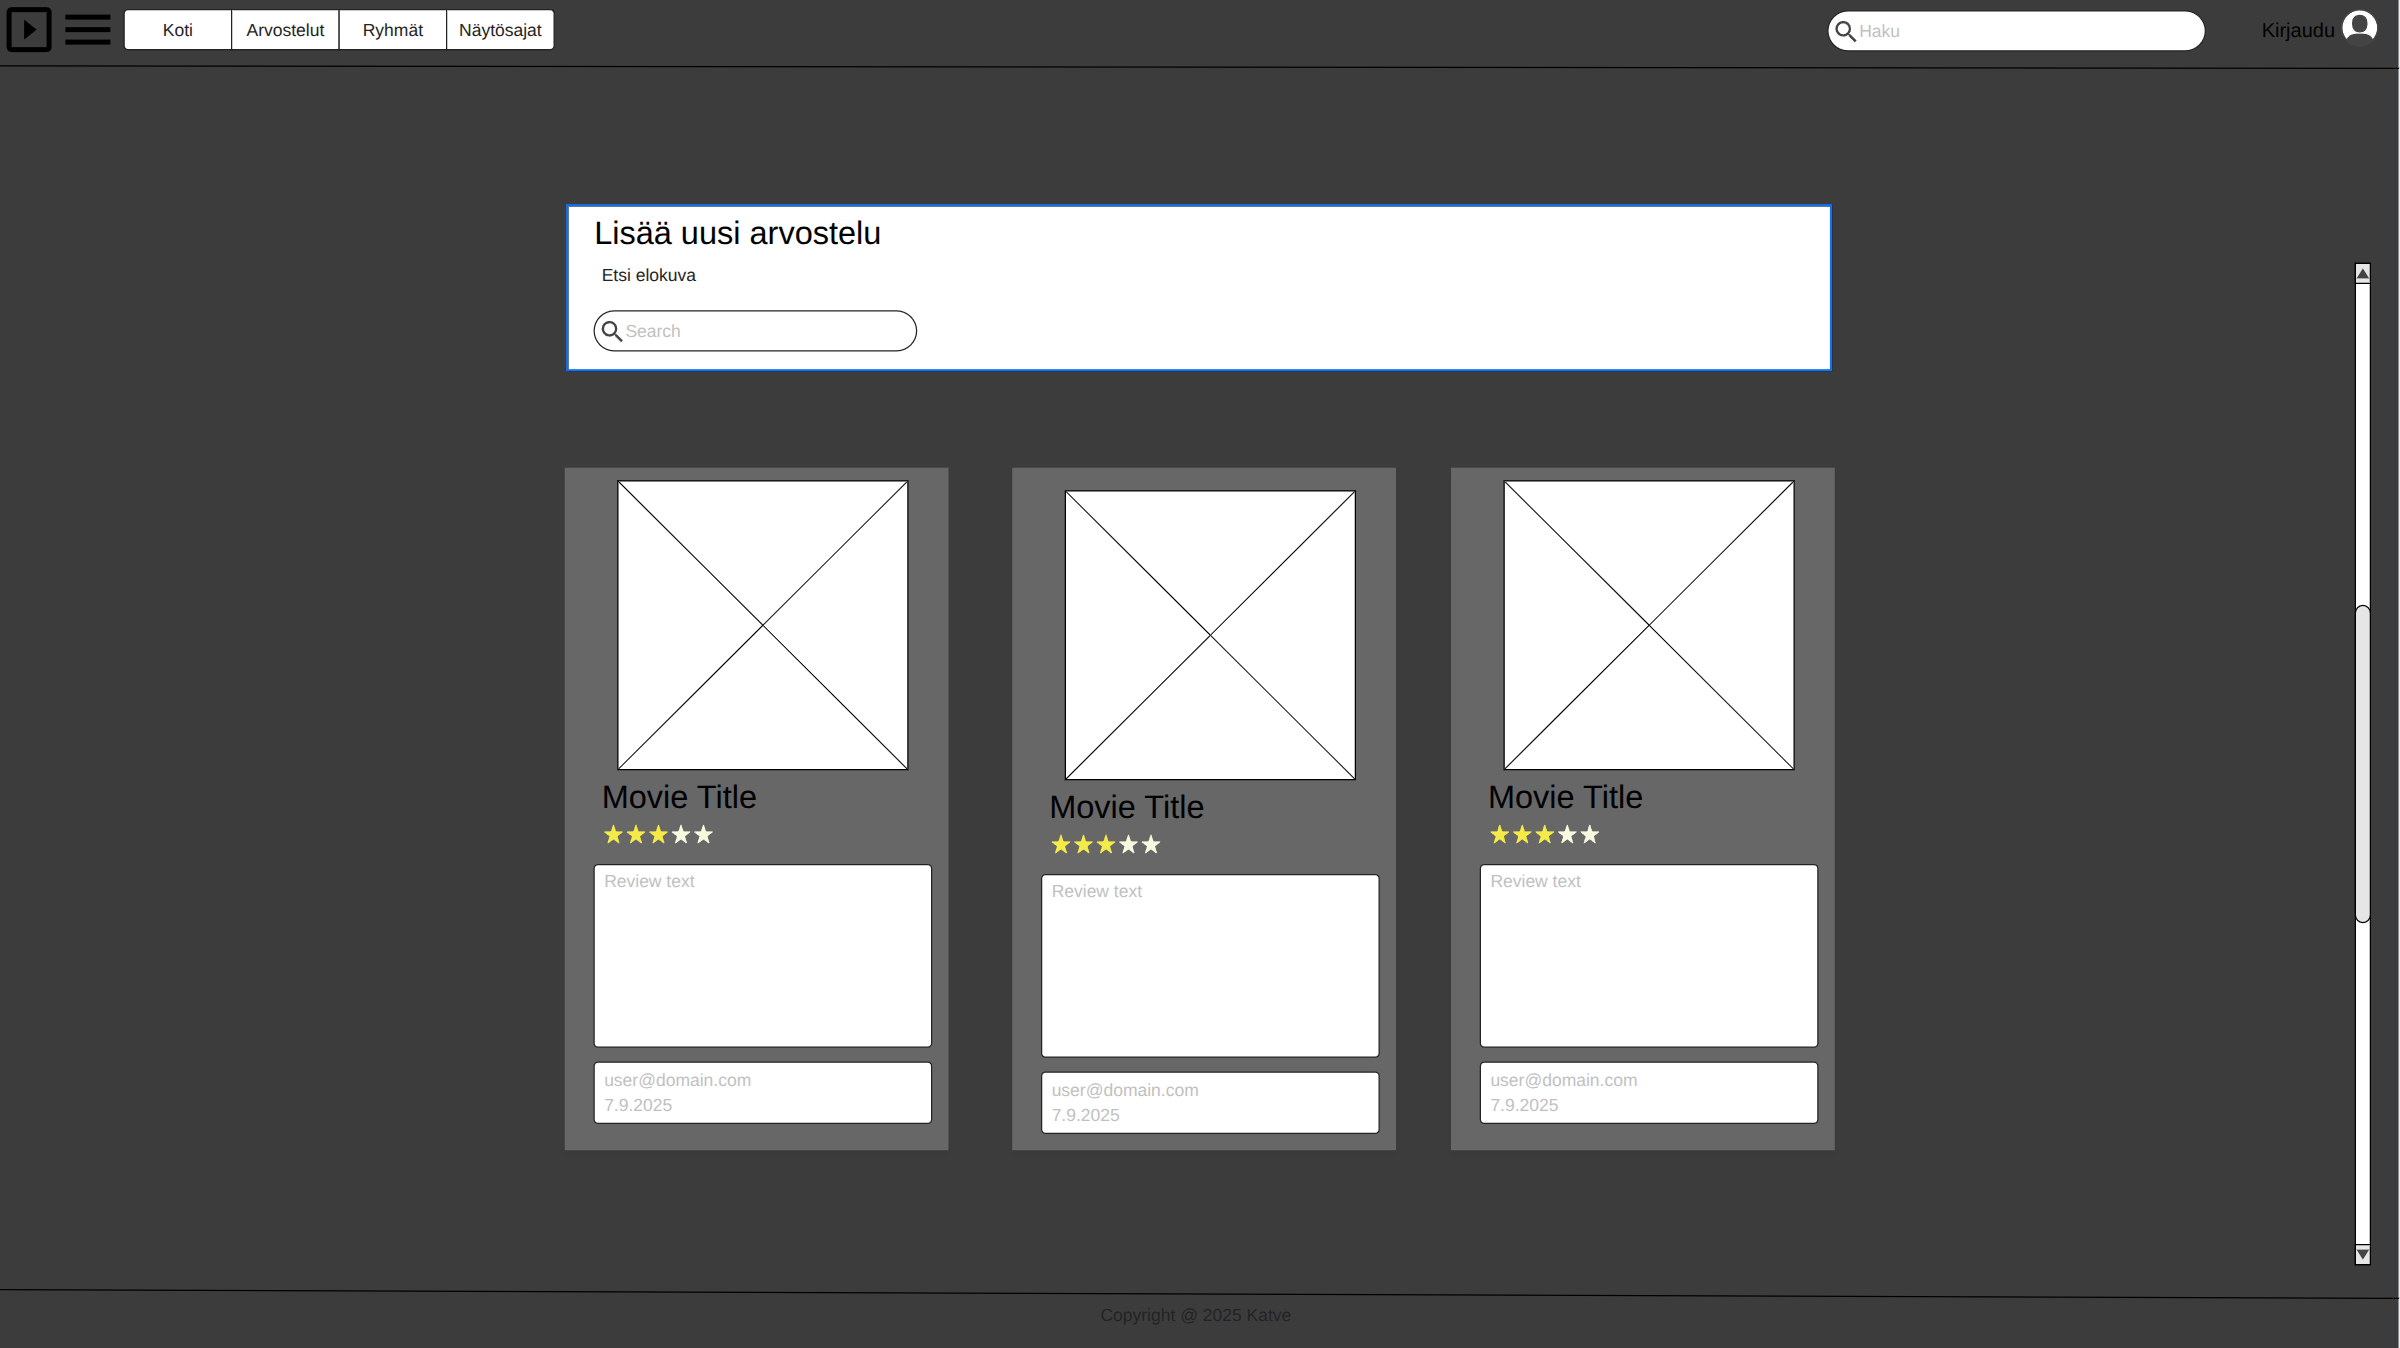 Koti
Arvostelut
Ryhmät
Näytösajat
Haku
Kirjaudu
Lisää uusi arvostelu
Etsi elokuva
Search
Movie Title
Review text
user@domain.com
7.9.2025
Movie Title
Review text
user@domain.com
7.9.2025
Movie Title
Review text
user@domain.com
7.9.2025
Copyright @ 2025 Katve